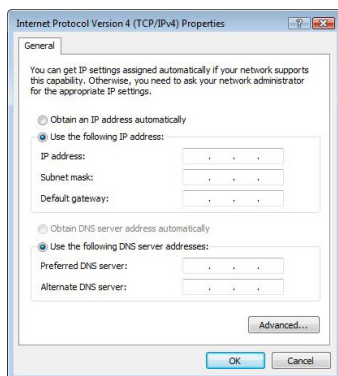 Internet Protocol Version 4 (TCP/IPv4) Properties
General
You can get IP settings assigned automatically if your network supports
this capability. Otherwise, you need to ask your network administrator
for the appropriate IP settings.
Obtain an IP address automatically
Use the following IP address:
IP address:
Subnet mask:
Default gateway:
Obtain DNS server address automatically
Use the following DNS server addresses:
Preferred DNS server:
Alternate DNS server:
Advanced...
OK Cancel